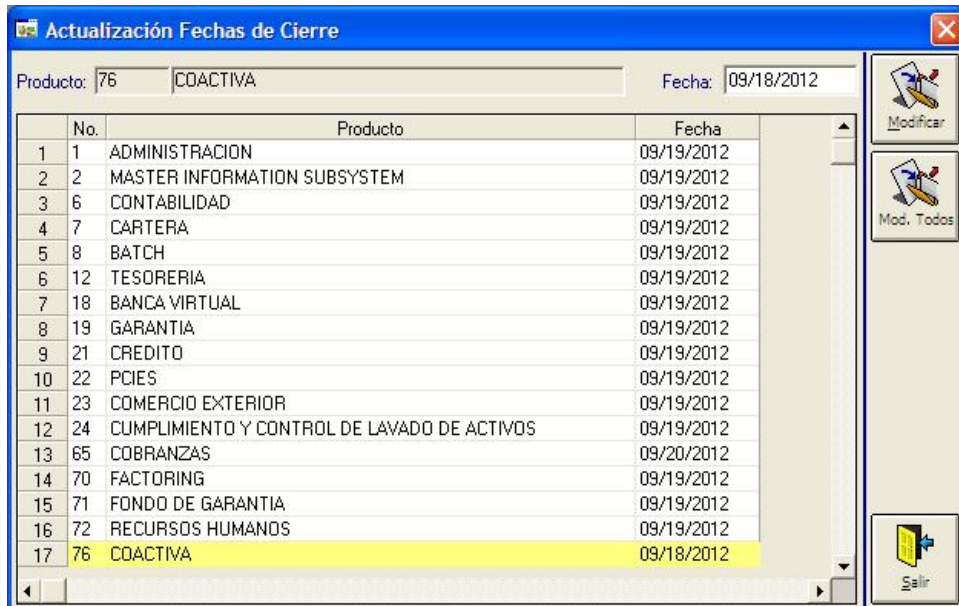 Actualización Fechas de Cierre
Producto: 76 COACTIVA Fecha: 09/18/2012
No. Producto Fecha
1 1 ADMINISTRACION 09/19/2012
2 2 MASTER INFORMATION SUBSYSTEM 09/19/2012
3 6 CONTABILIDAD 09/19/2012
4 7 CARTERA 09/19/2012
5 8 BATCH 09/19/2012
6 12 TESORERIA 09/19/2012
7 18 BANCA VIRTUAL 09/19/2012
8 19 GARANTIA 09/19/2012
9 21 CREDITO 09/19/2012
10 22 PCIES 09/19/2012
11 23 COMERCIO EXTERIOR 09/19/2012
12 24 CUMPLIMIENTO Y CONTROL DE LAVADO DE ACTIVOS 09/19/2012
13 65 COBRANZAS 09/20/2012
14 70 FACTORING 09/19/2012
15 71 FONDO DE GARANTIA 09/19/2012
16 72 RECURSOS HUMANOS 09/19/2012
17 76 COACTIVA 09/18/2012
Modificar
Mod. Todos
Salir